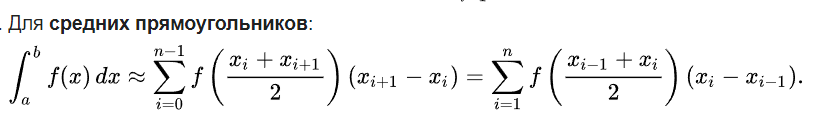 . Для средних прямоугольников:
∫_a^b f(x) dx ≈ ∑_{i=0}^{n−1} f((x_i + x_{i+1})/2) (x_{i+1} − x_i) = ∑_{i=1}^{n} f((x_{i−1} + x_i)/2) (x_i − x_{i−1}).